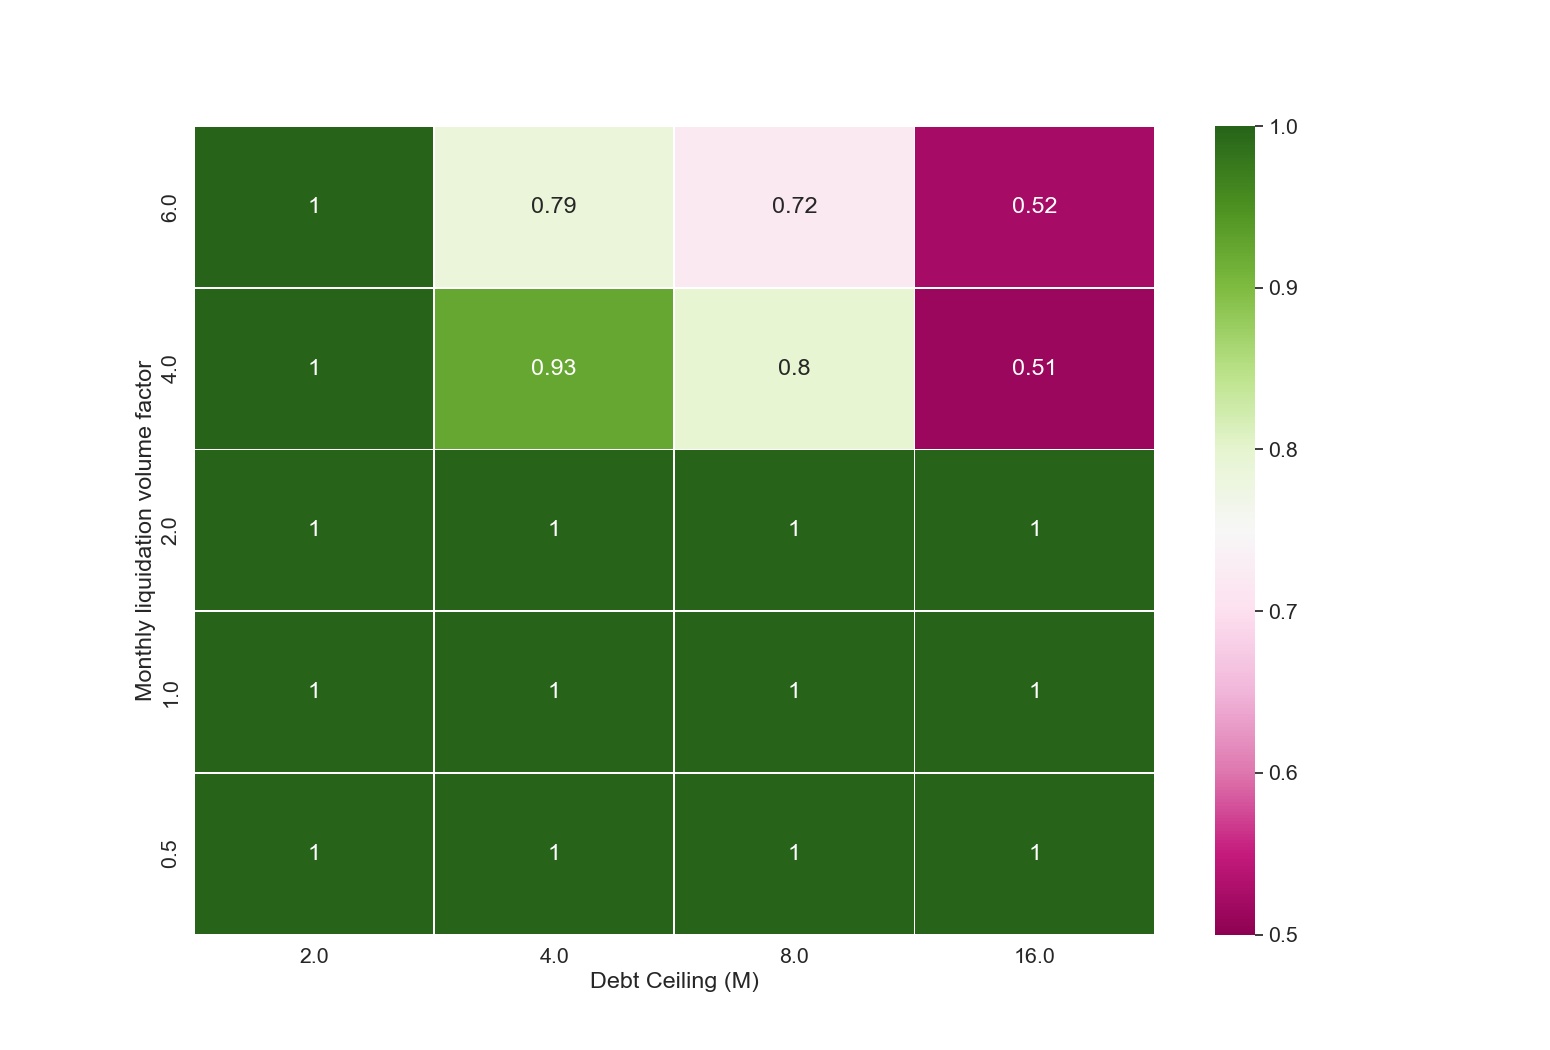 1.0
6.0 1 0.79 0.72 0.52
0.9
4.0 1 0.93 0.8 0.51
0.8
Monthly liquidation volume factor
2.0 1 1 1 1
0.7
1.0 1 1 1 1
0.6
0.5 1 1 1 1
0.5
2.0 4.0 8.0 16.0
Debt Ceiling (M)